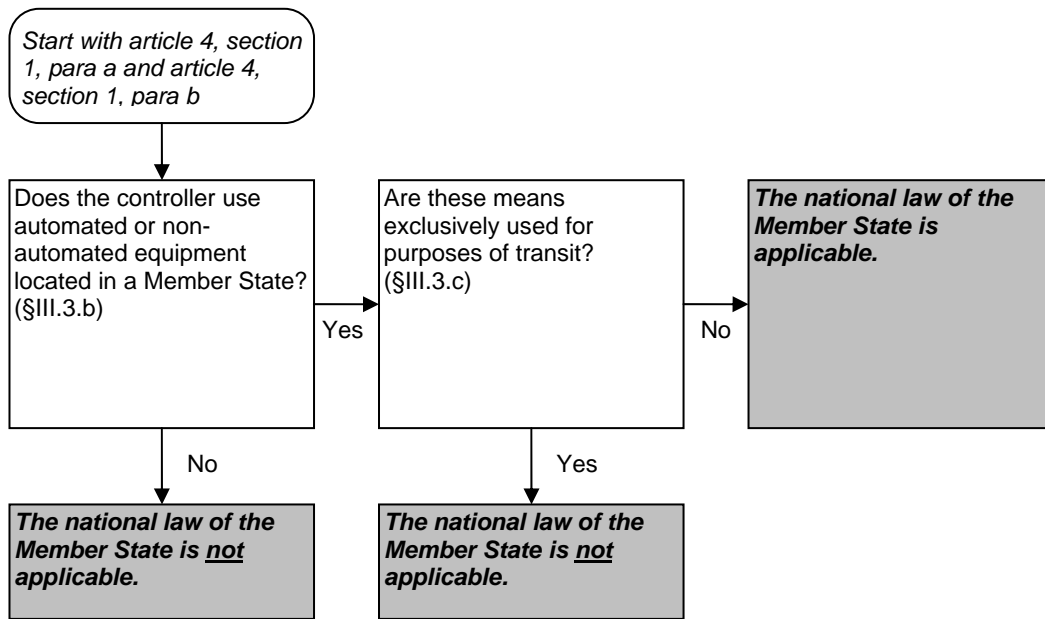 Start with article 4, section
1, para a and article 4,
section 1, para b
Does the controller use
automated or non-
automated equipment
located in a Member State?
(§III.3.b)
Yes
Are these means
exclusively used for
purposes of transit?
(§III.3.c)
No
The national law of the
Member State is
applicable.
No
Yes
The national law of the
Member State is not
applicable.
The national law of the
Member State is not
applicable.